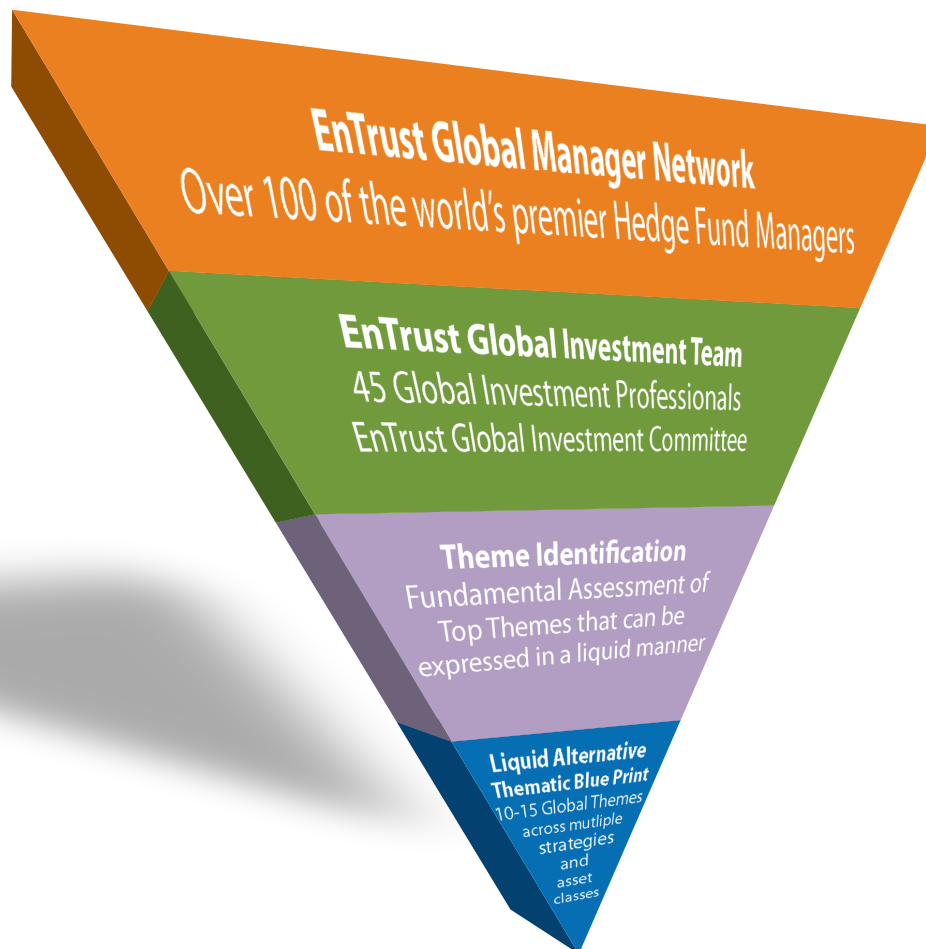 EnTrust Global Manager Network
Over 100 of the world's premier Hedge Fund Managers
EnTrust Global Investment Team
45 Global Investment Professionals
EnTrust Global Investment Committee
Theme Identification
Fundamental Assessment of
Top Themes that can be
expressed in a liquid manner
Liquid Alternative
Thematic Blue Print
10-15 Global Themes
across mutliple
strategies
and
asset
classes